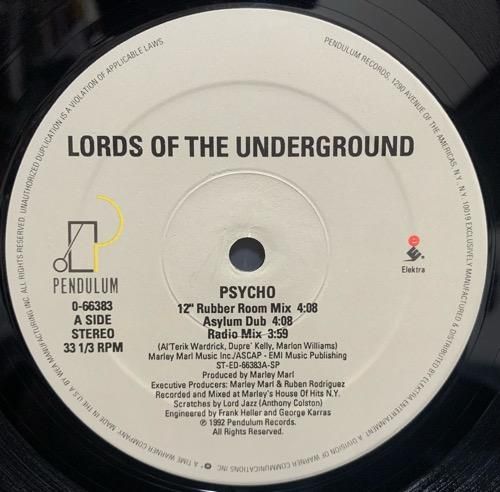 LORDS OF THE UNDERGROUND
PENDULUM
0-66383
A SIDE
STEREO
33 1/3 RPM
e
Elektra
PSYCHO
12" Rubber Room Mix 4:08
Asylum Dub 4:08
Radio Mix 3:59
(Al'Terik Wardrick, Dupre' Kelly, Marlon Williams)
Marley Marl Music Inc./ASCAP - EMI Music Publishing
ST-ED-66383A-SP
Produced by Marley Marl
Executive Producers: Marley Marl & Ruben Rodriguez
Recorded and Mixed at Marley's House Of Hits N.Y.
Scratches by Lord Jazz (Anthony Colston)
Engineered by Frank Heller and George Karras
℗ 1992 Pendulum Records.
All Rights Reserved.
PENDULUM RECORDS, 1290 AVENUE OF THE AMERICAS, N.Y., N.Y. 10019 EXCLUSIVELY MANUFACTURED AND DISTRIBUTED BY ELEKTRA ENTERTAINMENT, A DIVISION OF WARNER COMMUNICATIONS INC. A TIME WARNER COMPANY. MADE IN U.S.A. BY WEA MANUFACTURING INC. ALL RIGHTS RESERVED. UNAUTHORIZED DUPLICATION IS A VIOLATION OF APPLICABLE LAWS